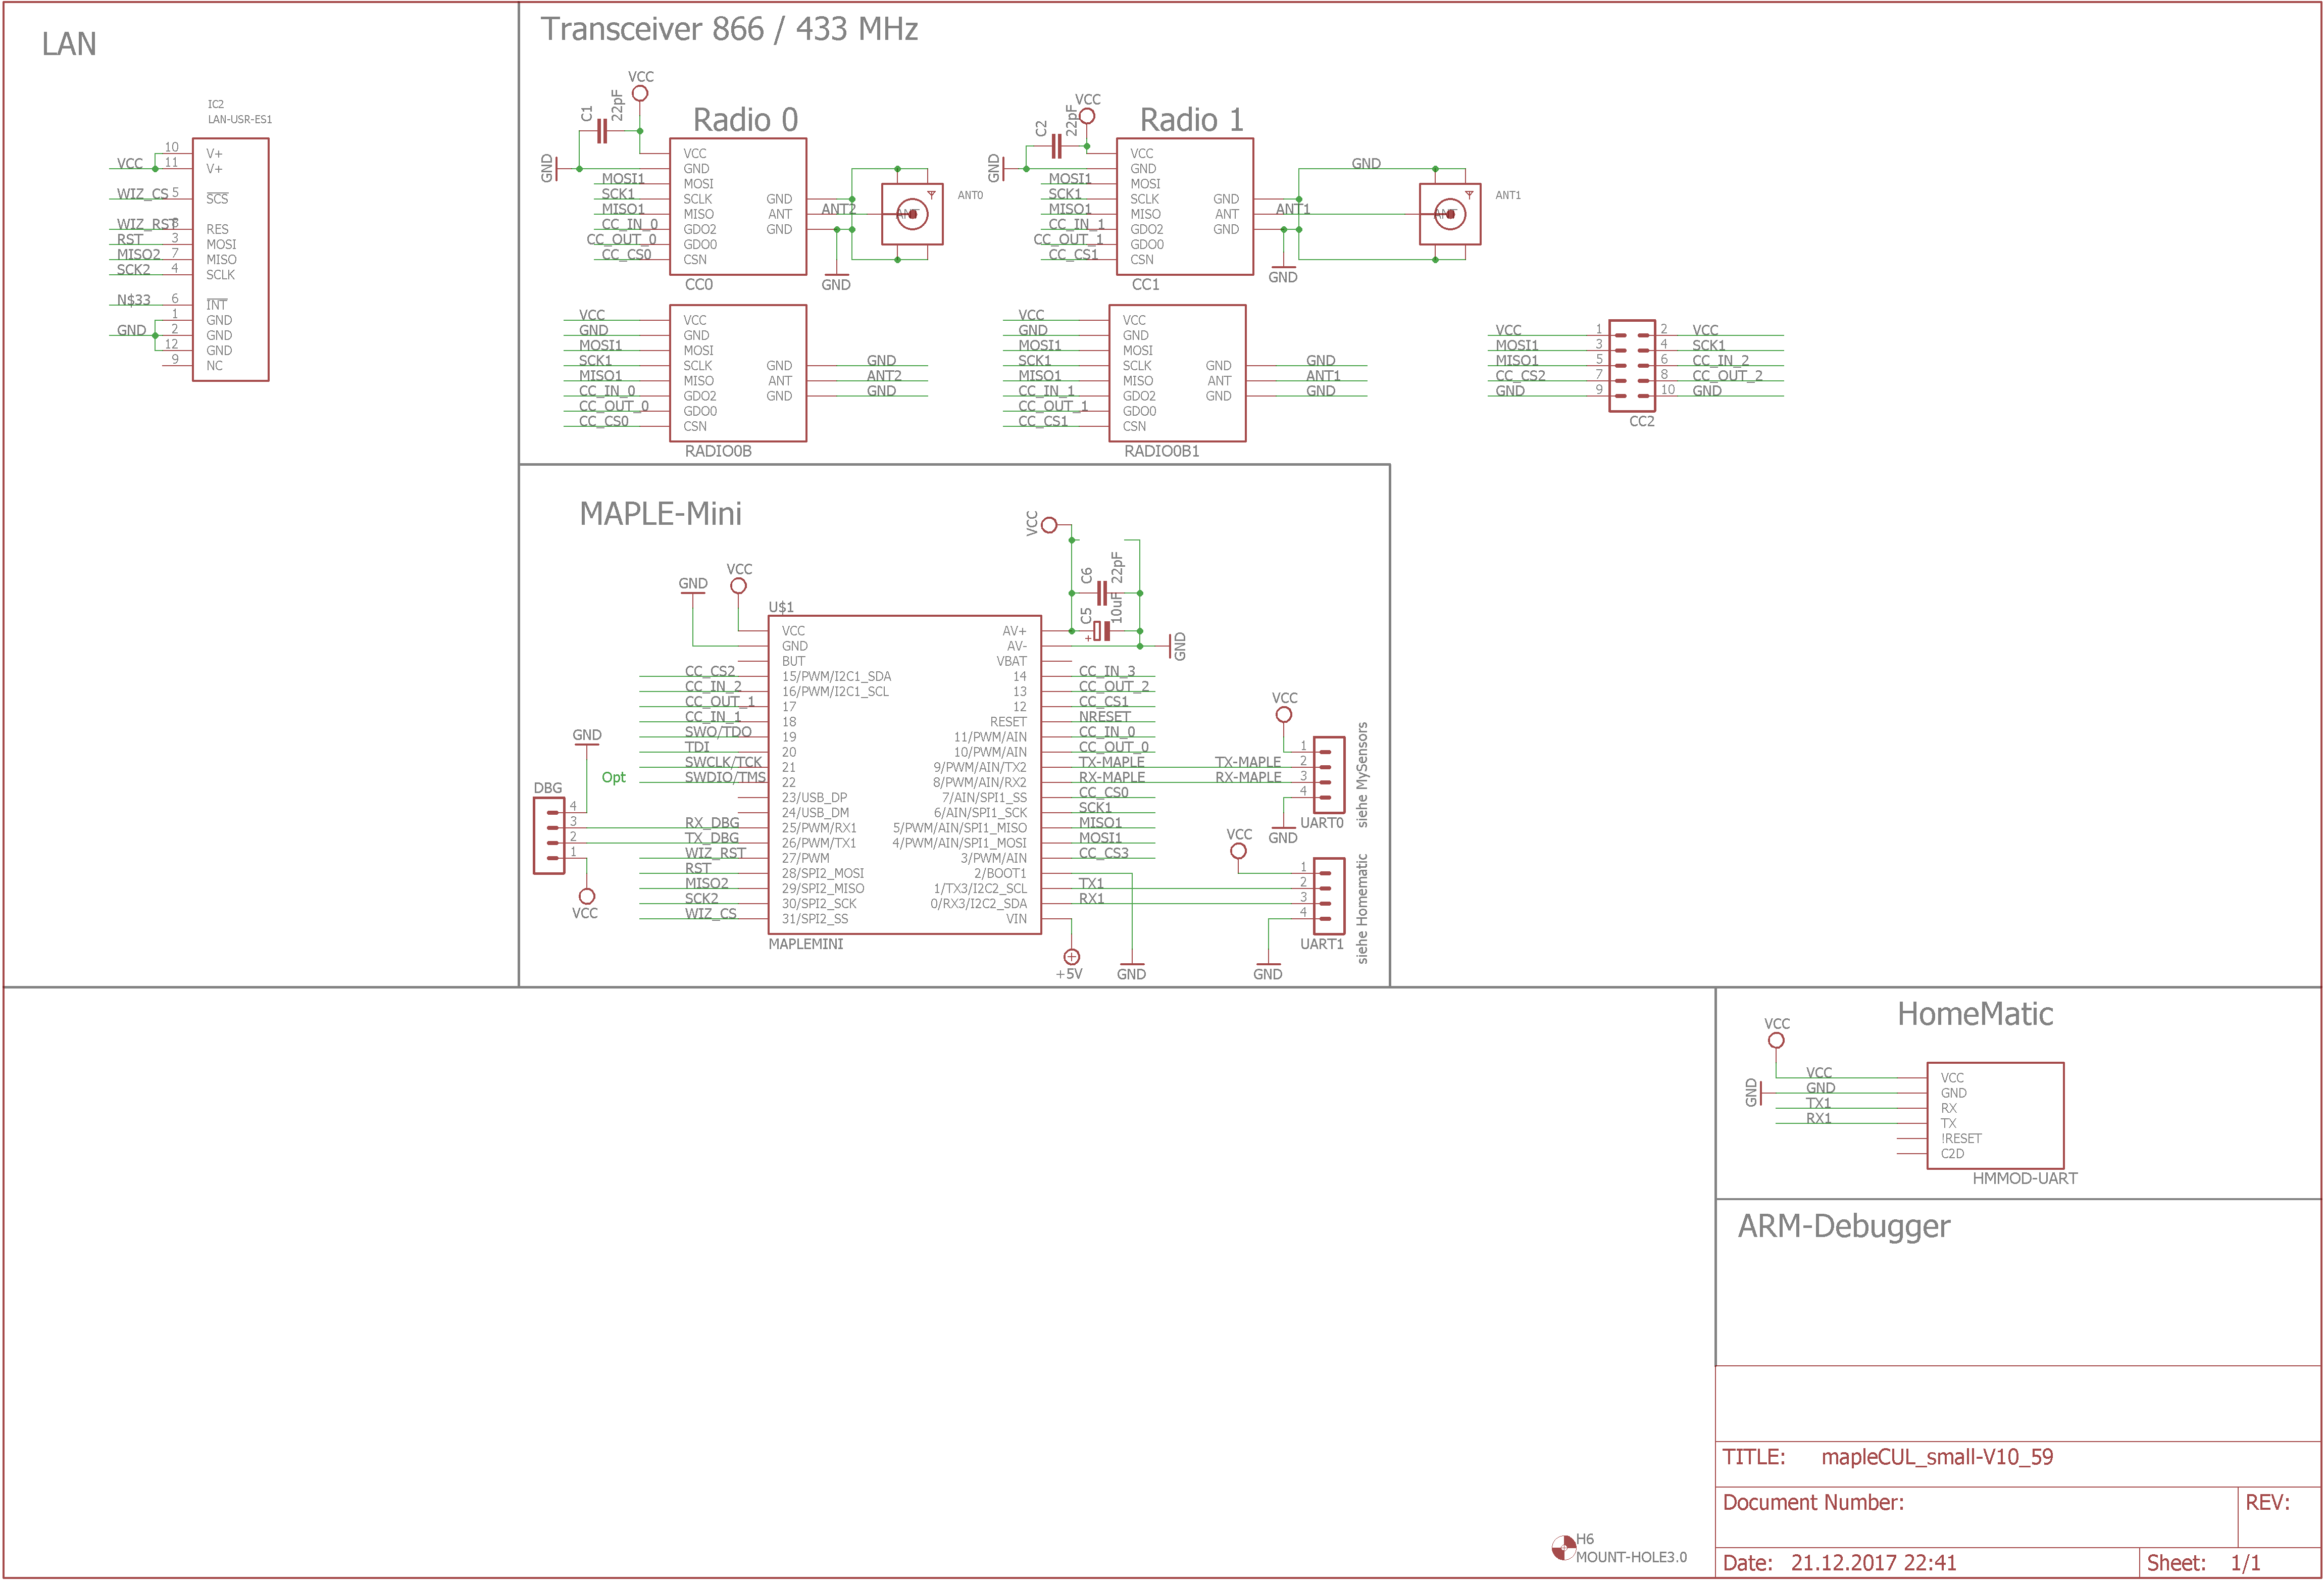 LAN
IC2
LAN-USR-ES1
VCC 10 V+
11 V+
WIZ_CS 5 SCS
WIZ_RST 8 RES
RST 3 MOSI
MISO2 7 MISO
SCK2 4 SCLK
N$33 6 INT
1 GND
GND 2 GND
12 GND
9 NC
Transceiver 866 / 433 MHz
Radio 0
VCC
C1
22pF
GND
VCC
GND
MOSI1 MOSI
SCK1 SCLK GND
MISO1 MISO ANT ANT2 ANT
CC_IN_0 GDO2 GND
CC_OUT_0 GDO0
CC_CS0 CSN
CC0
GND
ANT0
Radio 1
VCC
C2
22pF
GND
VCC
GND
MOSI1 MOSI
SCK1 SCLK GND
MISO1 MISO ANT ANT1 ANT
CC_IN_1 GDO2 GND
CC_OUT_1 GDO0
CC_CS1 CSN
CC1
GND
GND
ANT1
VCC VCC
GND GND
MOSI1 MOSI
SCK1 SCLK GND GND
MISO1 MISO ANT ANT2
CC_IN_0 GDO2 GND GND
CC_OUT_0 GDO0
CC_CS0 CSN
RADIO0B
VCC VCC
GND GND
MOSI1 MOSI
SCK1 SCLK GND GND
MISO1 MISO ANT ANT1
CC_IN_1 GDO2 GND GND
CC_OUT_1 GDO0
CC_CS1 CSN
RADIO0B1
VCC 1 2 VCC
MOSI1 3 4 SCK1
MISO1 5 6 CC_IN_2
CC_CS2 7 8 CC_OUT_2
GND 9 10 GND
CC2
MAPLE-Mini
VCC
C6
22pF
C5
10uF
+
GND
GND
VCC
U$1
VCC AV+
GND AV-
BUT VBAT
CC_CS2 15/PWM/I2C1_SDA 14 CC_IN_3
CC_IN_2 16/PWM/I2C1_SCL 13 CC_OUT_2
CC_OUT_1 17 12 CC_CS1
CC_IN_1 18 RESET NRESET
SWO/TDO 19 11/PWM/AIN CC_IN_0
TDI 20 10/PWM/AIN CC_OUT_0
SWCLK/TCK 21 9/PWM/AIN/TX2 TX-MAPLE
SWDIO/TMS 22 8/PWM/AIN/RX2 RX-MAPLE
23/USB_DP 7/AIN/SPI1_SS CC_CS0
24/USB_DM 6/AIN/SPI1_SCK SCK1
RX_DBG 25/PWM/RX1 5/PWM/AIN/SPI1_MISO MISO1
TX_DBG 26/PWM/TX1 4/PWM/AIN/SPI1_MOSI MOSI1
WIZ_RST 27/PWM 3/PWM/AIN CC_CS3
RST 28/SPI2_MOSI 2/BOOT1
MISO2 29/SPI2_MISO 1/TX3/I2C2_SCL TX1
SCK2 30/SPI2_SCK 0/RX3/I2C2_SDA RX1
WIZ_CS 31/SPI2_SS VIN
MAPLEMINI
+5V
GND
GND
Opt
DBG
4
3
2
1
VCC
VCC
1
TX-MAPLE 2
RX-MAPLE 3
4
GND
UART0
siehe MySensors
VCC
1
2
3
4
UART1
GND
siehe Homematic
HomeMatic
VCC
GND
VCC VCC
GND GND
TX1 RX
RX1 TX
!RESET
C2D
HMMOD-UART
ARM-Debugger
TITLE: mapleCUL_small-V10_59
Document Number:
REV:
Date: 21.12.2017 22:41
Sheet: 1/1
H6
MOUNT-HOLE3.0